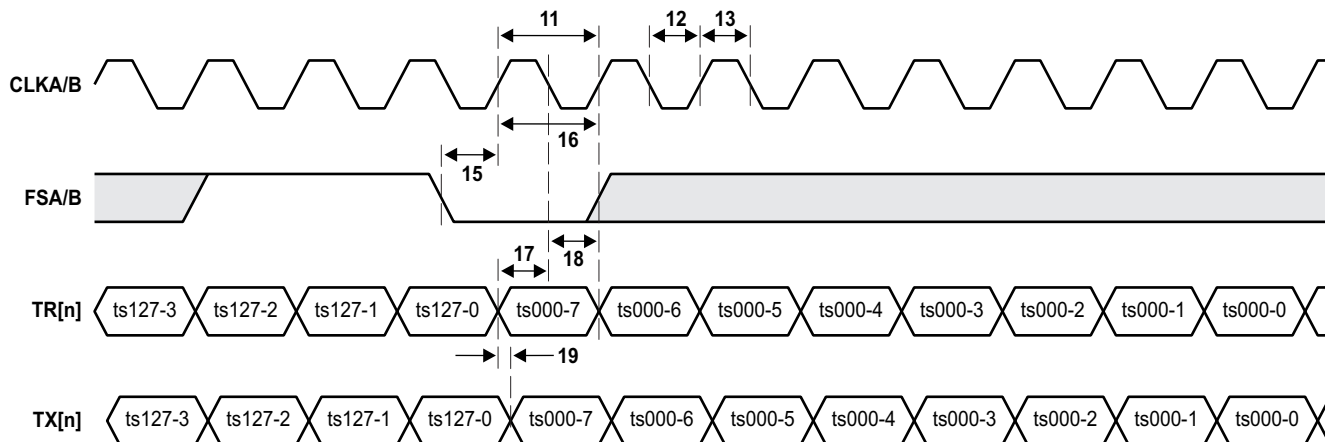 11 12 13
CLKA/B
16
15
FSA/B
17 18
TR[n] ts127-3 ts127-2 ts127-1 ts127-0 ts000-7 ts000-6 ts000-5 ts000-4 ts000-3 ts000-2 ts000-1 ts000-0
19
TX[n] ts127-3 ts127-2 ts127-1 ts127-0 ts000-7 ts000-6 ts000-5 ts000-4 ts000-3 ts000-2 ts000-1 ts000-0